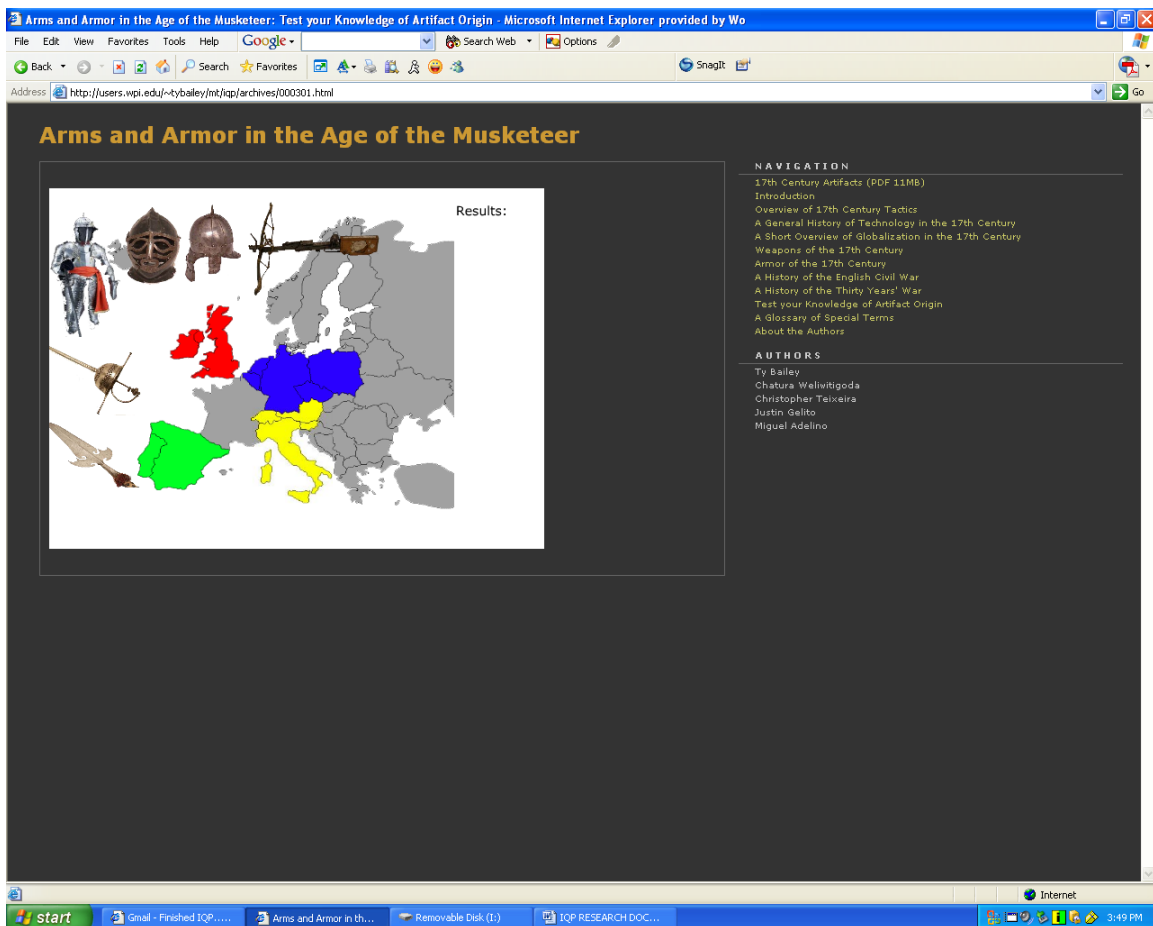 Arms and Armor in the Age of the Musketeer: Test your Knowledge of Artifact Origin - Microsoft Internet Explorer provided by Wo
File Edit View Favorites Tools Help Google Search Web Options
Back Search Favorites SnagIt
Address http://users.wpi.edu/~tybailey/mt/iqp/archives/000301.html Go
Arms and Armor in the Age of the Musketeer
Results:
NAVIGATION
17th Century Artifacts (PDF 11MB)
Introduction
Overview of 17th Century Tactics
A General History of Technology in the 17th Century
A Short Overview of Globalization in the 17th Century
Weapons of the 17th Century
Armor of the 17th Century
A History of the English Civil War
A History of the Thirty Years' War
Test your Knowledge of Artifact Origin
A Glossary of Special Terms
About the Authors
AUTHORS
Ty Bailey
Chatura Weliwitigoda
Christopher Teixeira
Justin Gelito
Miguel Adelino
Internet
start Gmail - Finished IQP..... Arms and Armor in th... Removable Disk (I:) IQP RESEARCH DOC... 3:49 PM